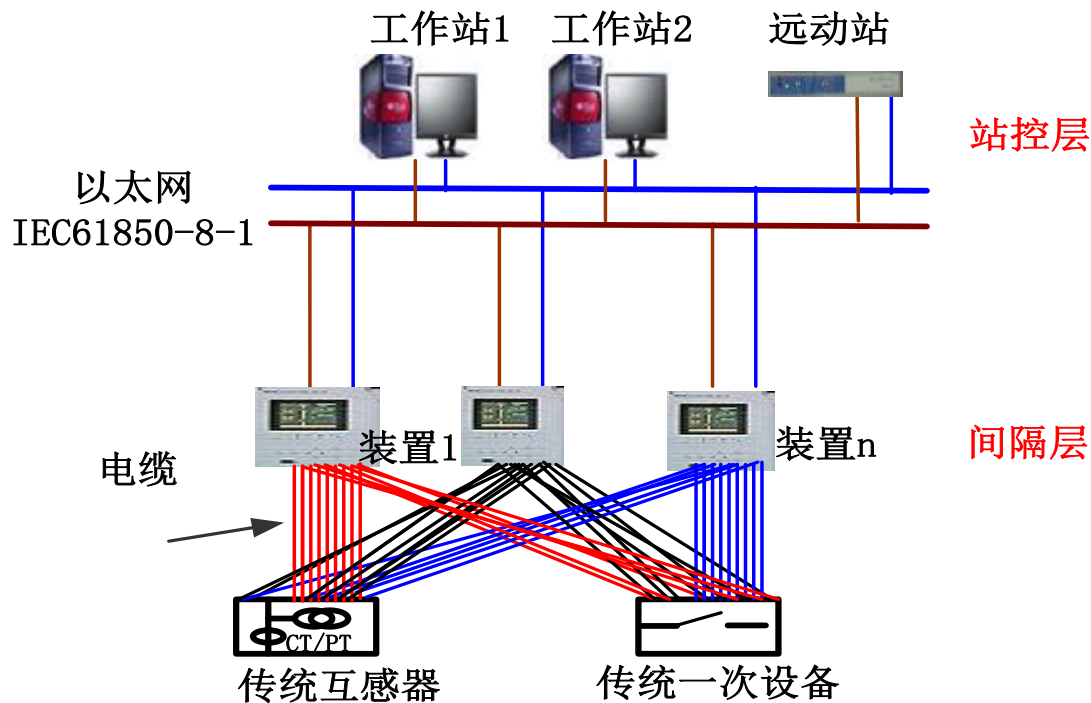 工作站1
工作站2
远动站
站控层
以太网
IEC61850-8-1
装置1
装置n
间隔层
电缆
CT/PT
传统互感器
传统一次设备